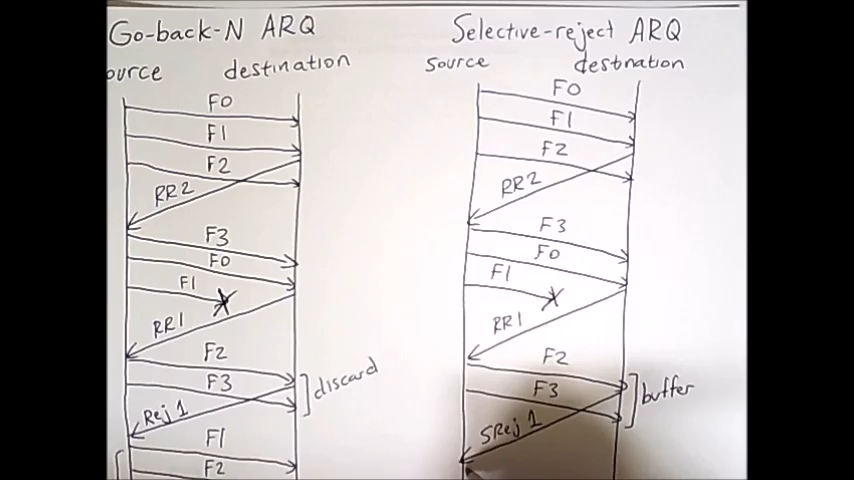 Go-back-N ARQ
ource destination
F0
F1
F2
RR2
F3
F0
F1
RR1
F2
F3
discard
Rej 1
F1
F2
Selective-reject ARQ
source destnation
F0
F1
F2
RR2
F3
F0
F1
RR1
F2
F3
buffer
SRej 1